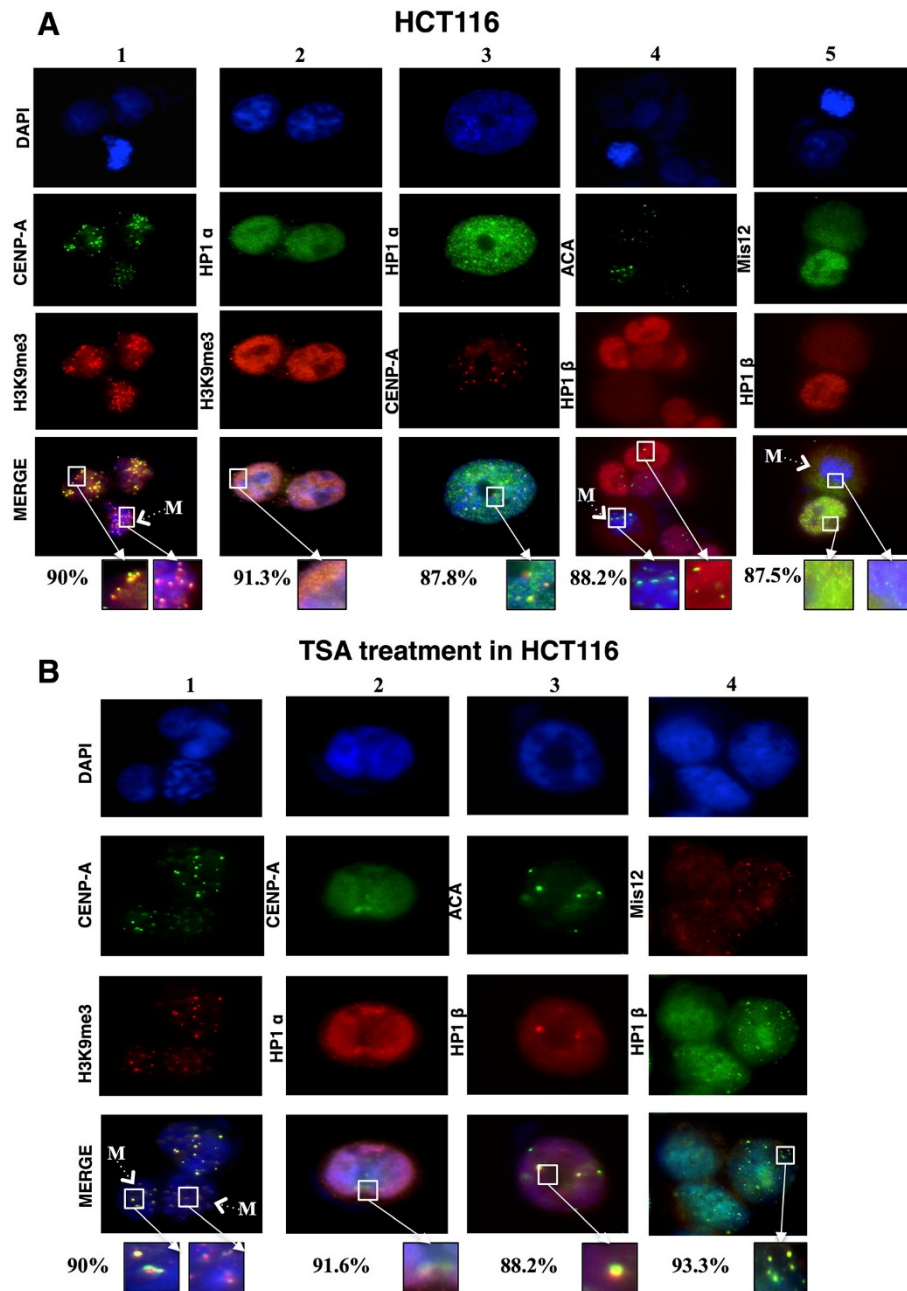 A
HCT116
1 2 3 4 5
DAPI
CENP-A HP1 α HP1 α ACA Mis12
H3K9me3 H3K9me3 CENP-A HP1 β HP1 β
MERGE M M M
90% 91.3% 87.8% 88.2% 87.5%
TSA treatment in HCT116
B
1 2 3 4
DAPI
CENP-A CENP-A ACA Mis12
H3K9me3 HP1 α HP1 β HP1 β
MERGE M M
90% 91.6% 88.2% 93.3%